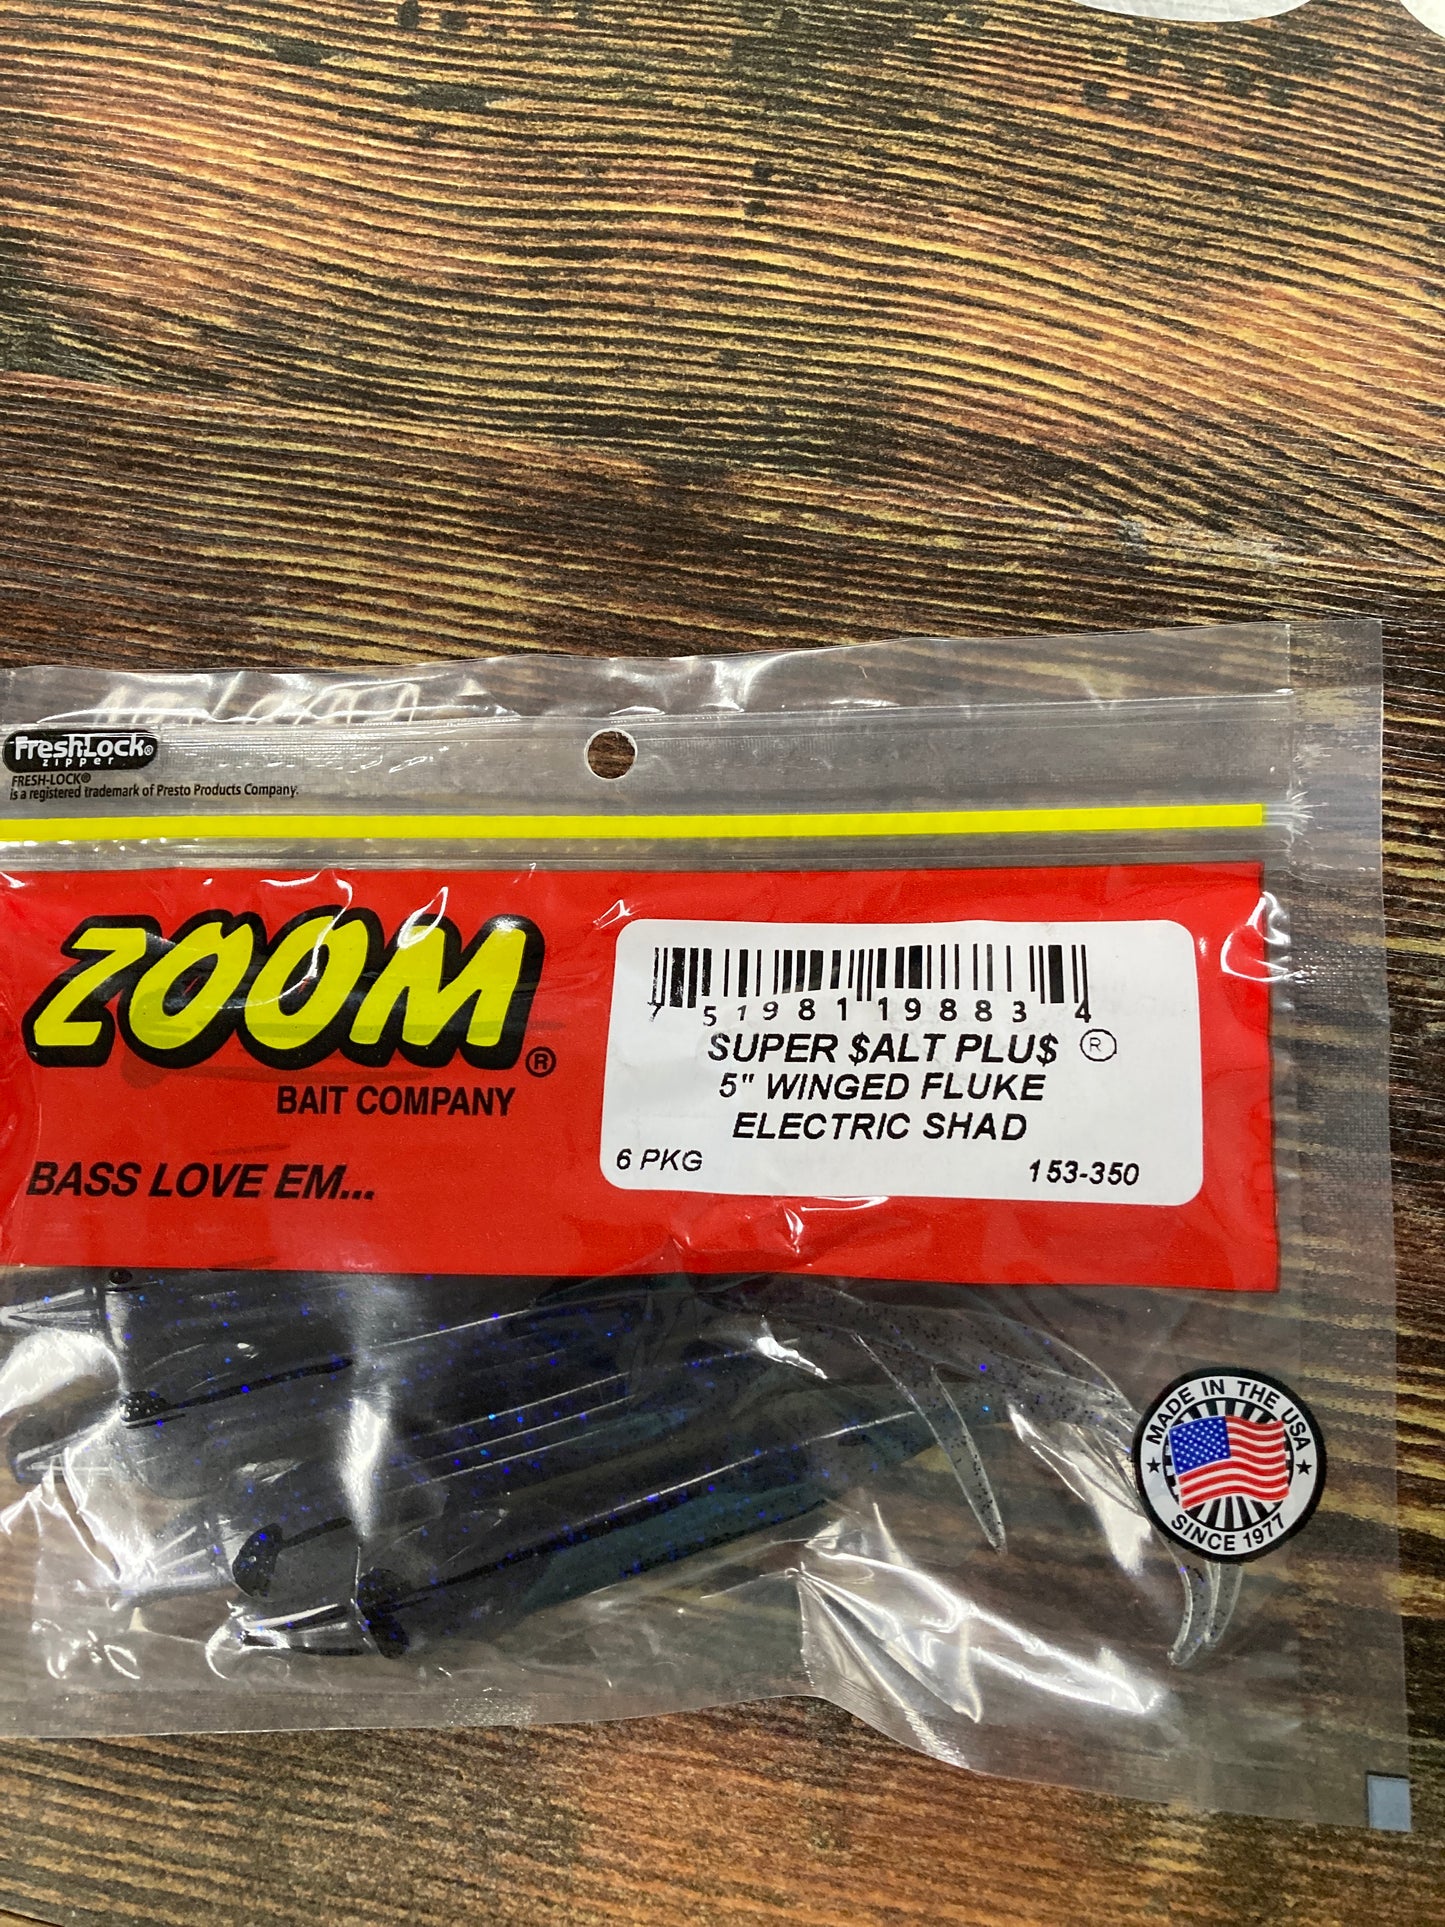 FreshLock®
zipper
FRESH-LOCK®
is a registered trademark of Presto Products Company.
ZOOM®
BAIT COMPANY
BASS LOVE EM...
7 51981 19883 4
SUPER $ALT PLU$ ®
5" WINGED FLUKE
ELECTRIC SHAD
6 PKG 153-350
MADE IN THE USA
SINCE 1977